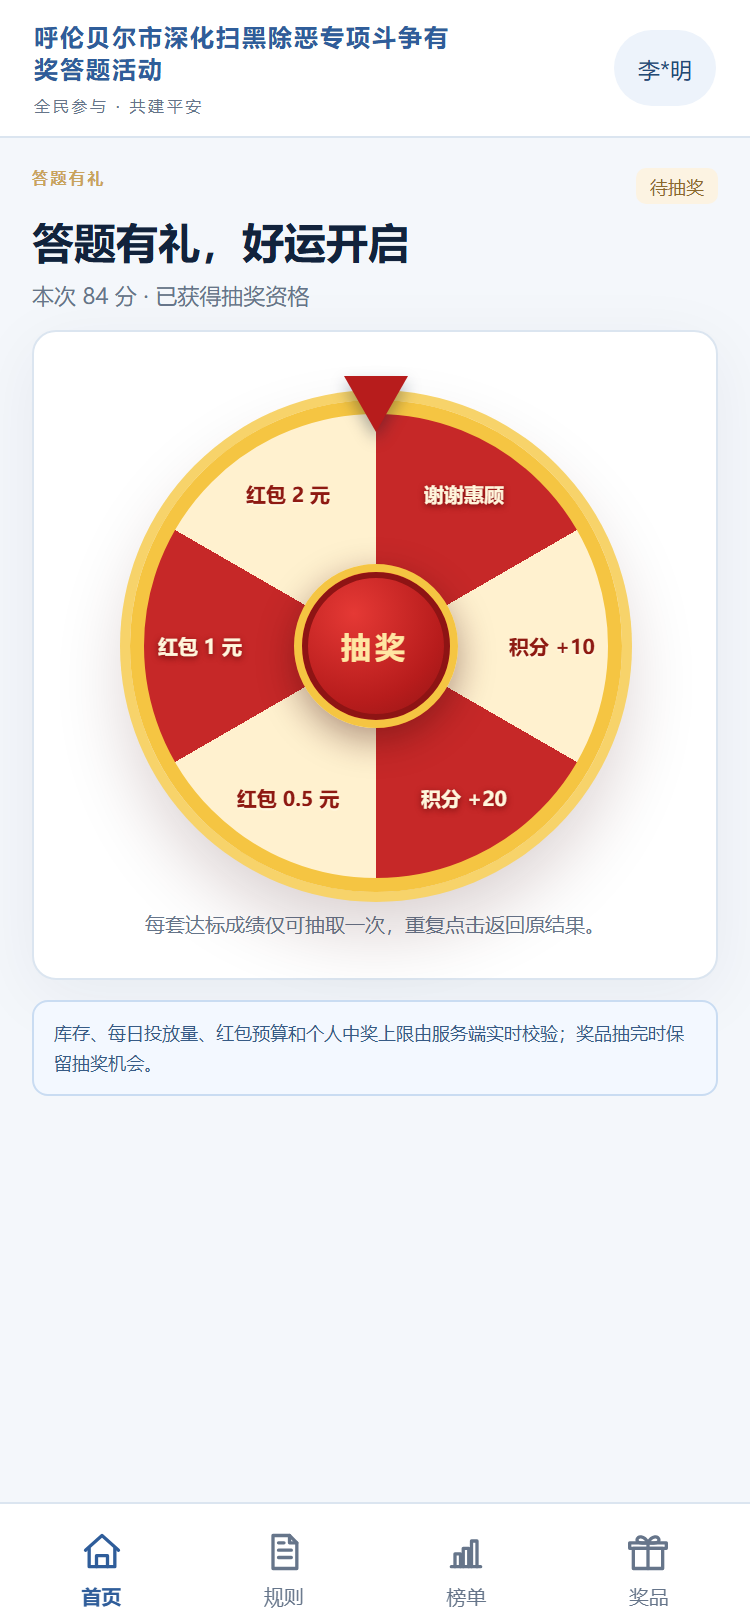 呼伦贝尔市深化扫黑除恶专项斗争有
奖答题活动
全民参与 · 共建平安
李*明
答题有礼
待抽奖
答题有礼，好运开启
本次 84 分 · 已获得抽奖资格
红包 2 元
谢谢惠顾
红包 1 元
抽奖
积分 +10
红包 0.5 元
积分 +20
每套达标成绩仅可抽取一次，重复点击返回原结果。
库存、每日投放量、红包预算和个人中奖上限由服务端实时校验；奖品抽完时保
留抽奖机会。
首页
规则
榜单
奖品